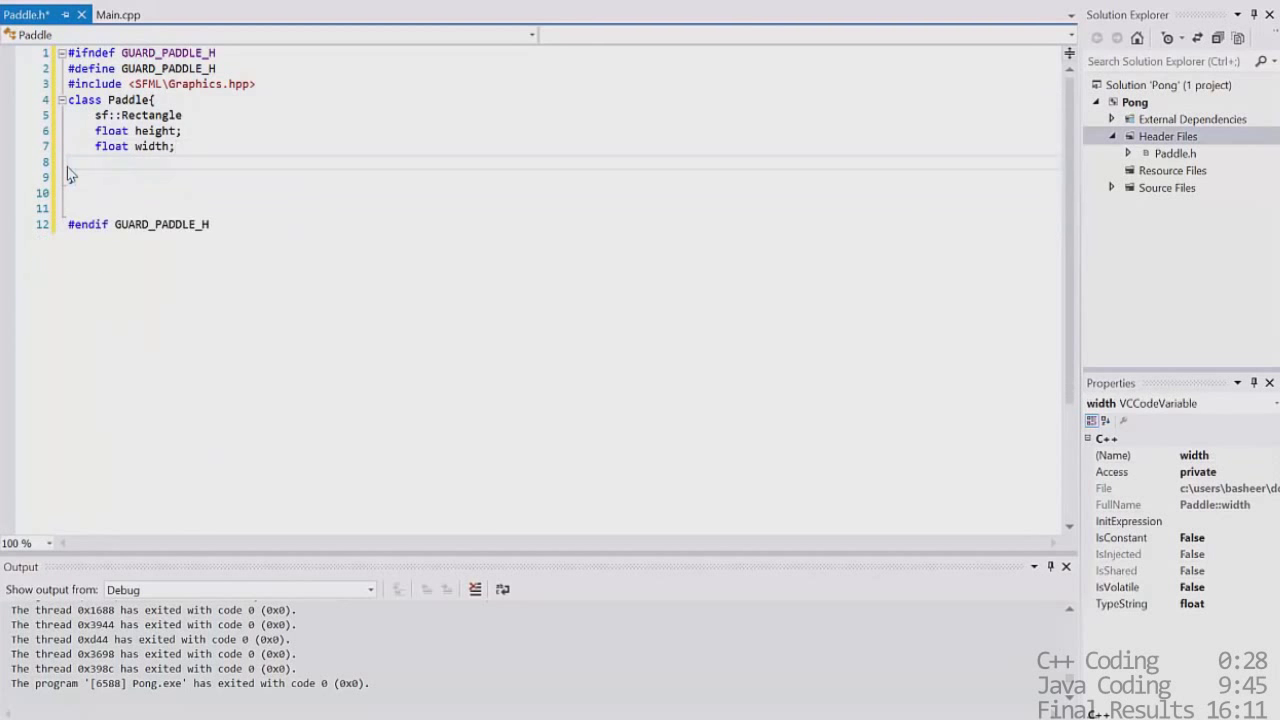 Paddle.h* Main.cpp
Paddle
1 #ifndef GUARD_PADDLE_H
2 #define GUARD_PADDLE_H
3 #include <SFML\Graphics.hpp>
4 class Paddle{
5 sf::Rectangle
6 float height;
7 float width;
8
9
10
11
12 #endif GUARD_PADDLE_H
100 %
Output
Show output from: Debug
The thread 0x1688 has exited with code 0 (0x0).
The thread 0x3944 has exited with code 0 (0x0).
The thread 0xd44 has exited with code 0 (0x0).
The thread 0x3698 has exited with code 0 (0x0).
The thread 0x398c has exited with code 0 (0x0).
The program '[6588] Pong.exe' has exited with code 0 (0x0).
Solution Explorer
Search Solution Explorer (Ctrl+;)
Solution 'Pong' (1 project)
Pong
External Dependencies
Header Files
Paddle.h
Resource Files
Source Files
Properties
width VCCodeVariable
C++
(Name) width
Access private
File c:\users\basheer\do
FullName Paddle::width
InitExpression
IsConstant False
IsInjected False
IsShared False
IsVolatile False
TypeString float
C++ Coding 0:28
Java Coding 9:45
Final Results 16:11
C++